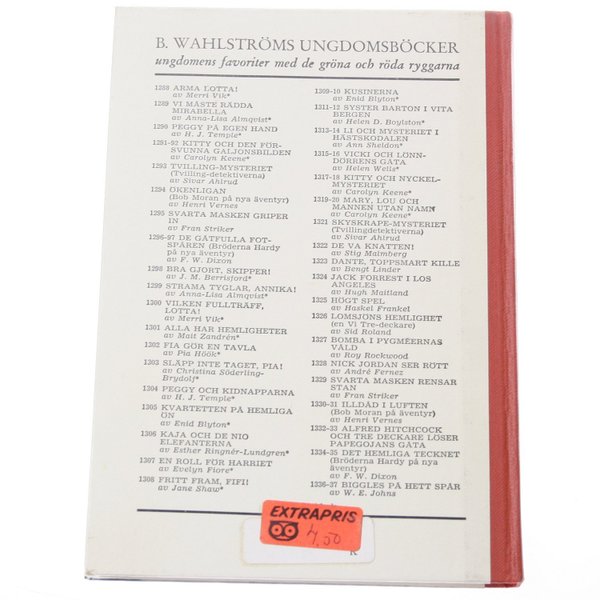 B. WAHLSTRÖMS UNGDOMSBÖCKER
ungdomens favoriter med de gröna och röda ryggarna
1288 ARMA LOTTA!
av Merri Vik*
1289 VI MÅSTE RÄDDA
MIRABELLA
av Anna-Lisa Almqvist*
1290 PEGGY PÅ EGEN HAND
av H. J. Temple*
1291-92 KITTY OCH DEN FÖR-
SVUNNA GALJONSBILDEN
av Carolyn Keene*
1293 TVILLING-MYSTERIET
(Tvilling-detektiverna)
av Sivar Ahlrud
1294 ÖKENLIGAN
(Bob Moran på nya äventyr)
av Henri Vernes
1295 SVARTA MASKEN GRIPER
IN
av Fran Striker
1296-97 DE GÅTFULLA FOT-
SPÅREN (Bröderna Hardy
på nya äventyr)
av F. W. Dixon
1298 BRA GJORT, SKIPPER!
av J. M. Berrisford*
1299 STRAMA TYGLAR, ANNIKA!
av Anna-Lisa Almqvist*
1300 VILKEN FULLTRÄFF,
LOTTA!
av Merri Vik*
1301 ALLA HAR HEMLIGHETER
av Mait Zandrén*
1302 FIA GÖR EN TAVLA
av Pia Höök*
1303 SLÄPP INTE TAGET, PIA!
av Christina Söderling-
Brydolf*
1304 PEGGY OCH KIDNAPPARNA
av H. J. Temple*
1305 KVARTETTEN PÅ HEMLIGA
ÖN
av Enid Blyton*
1306 KAJA OCH DE NIO
ELEFANTERNA
av Esther Ringnér-Lundgren*
1307 EN ROLL FÖR HARRIET
av Evelyn Fiore*
1308 FRITT FRAM, FIFI!
av Jane Shaw*
1309-10 KUSINERNA
av Enid Blyton*
1311-12 SYSTER BARTON I VITA
BERGEN
av Helen D. Boylston*
1313-14 LI OCH MYSTERIET I
HÄSTSKODALEN
av Ann Sheldon*
1315-16 VICKI OCH LÖNN-
DÖRRENS GÅTA
av Helen Wells*
1317-18 KITTY OCH NYCKEL-
MYSTERIET
av Carolyn Keene*
1319-20 MARY, LOU OCH
MANNEN UTAN NAMN
av Carolyn Keene*
1321 SKYSKRAPE-MYSTERIET
(Tvillingdetektiverna)
av Sivar Ahlrud
1322 DE VA KNATTEN!
av Stig Malmberg
1323 DANTE, TOPPSMART KILLE
av Bengt Linder
1324 JACK FORREST I LOS
ANGELES
av Hugh Maitland
1325 HÖGT SPEL
av Haskel Frankel
1326 LOMSJÖNS HEMLIGHET
(en Vi Tre-deckare)
av Sid Roland
1327 BOMBA I PYGMÉERNAS
VÅLD
av Roy Rockwood
1328 NICK JORDAN SER RÖTT
av André Fernez
1329 SVARTA MASKEN RENSAR
STAN
av Fran Striker
1330-31 ILLDÅD I LUFTEN
(Bob Moran på äventyr)
av Henri Vernes
1332-33 ALFRED HITCHCOCK
OCH TRE DECKARE LÖSER
PAPEGOJANS GÅTA
1334-35 DET HEMLIGA TECKNET
(Bröderna Hardy på nya
äventyr)
av F. W. Dixon
1336-37 BIGGLES PÅ HETT SPÅR
av W. E. Johns
EXTRAPRIS
4,50